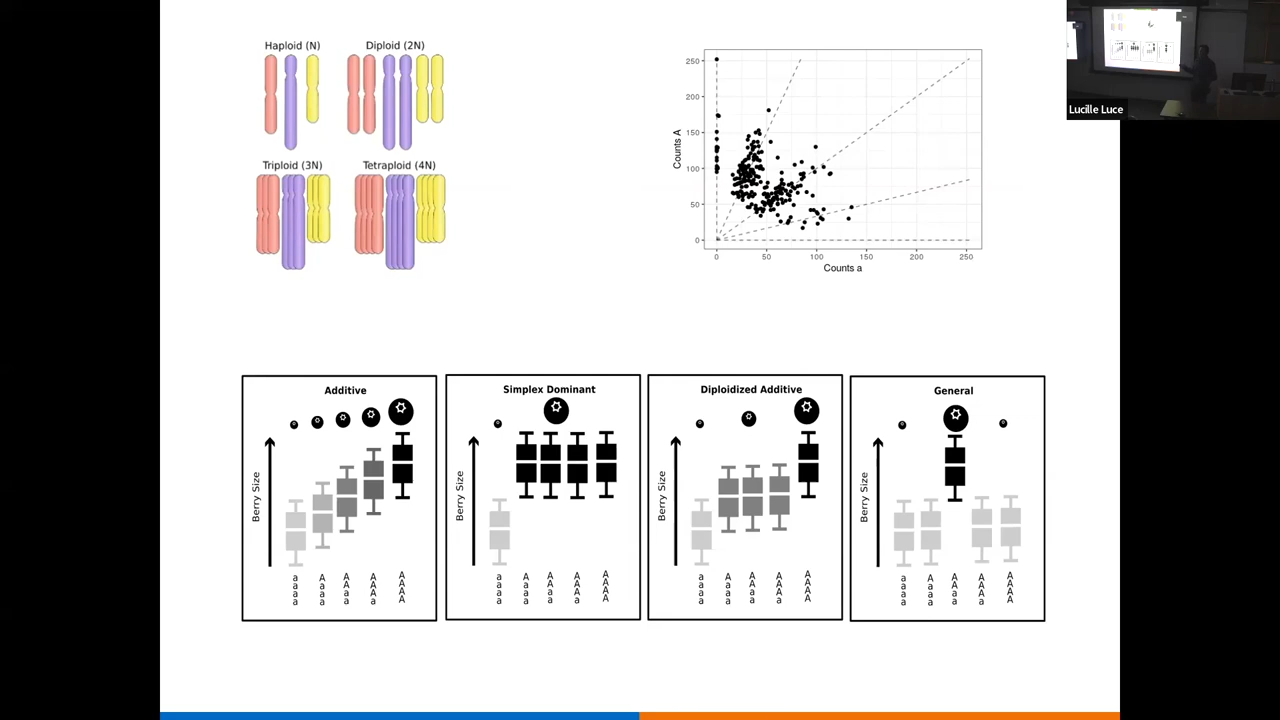 Haploid (N)
Diploid (2N)
Triploid (3N)
Tetraploid (4N)
Counts A
250
200
150
100
50
0
0
50
100
150
200
250
Counts a
Lucille Luce
Additive
Berry Size
a A A A A
a a A A A
a a a A A
a a a a A
Simplex Dominant
Berry Size
a A A A A
a a A A A
a a a A A
a a a a A
Diploidized Additive
Berry Size
a A A A A
a a A A A
a a a A A
a a a a A
General
Berry Size
a A A A A
a a A A A
a a a A A
a a a a A